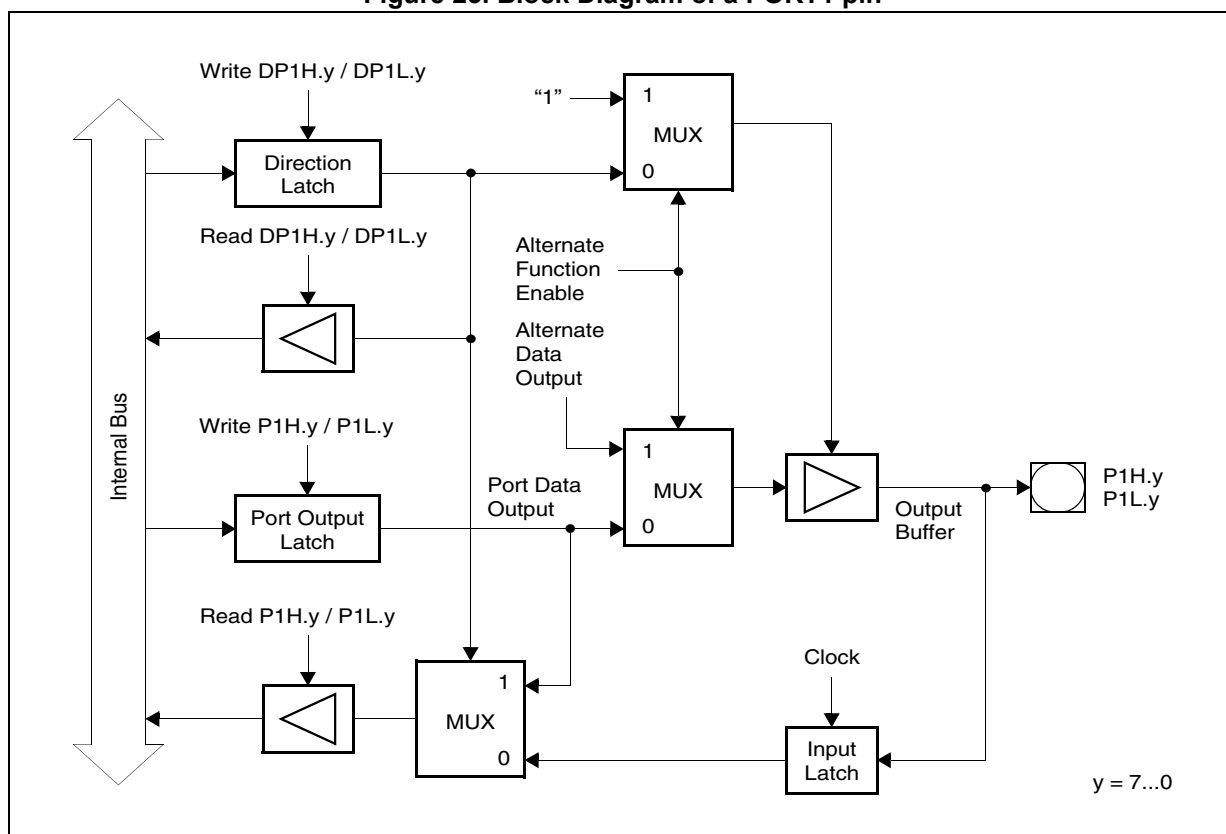 Write DP1H.y / DP1L.y
“1”
1
MUX
0
Direction
Latch
Read DP1H.y / DP1L.y
Alternate
Function
Enable
Alternate
Data
Output
Internal Bus
Write P1H.y / P1L.y
1
MUX
0
Port Data
Output
Port Output
Latch
Output
Buffer
P1H.y
P1L.y
Read P1H.y / P1L.y
Clock
1
MUX
0
Input
Latch
y = 7...0